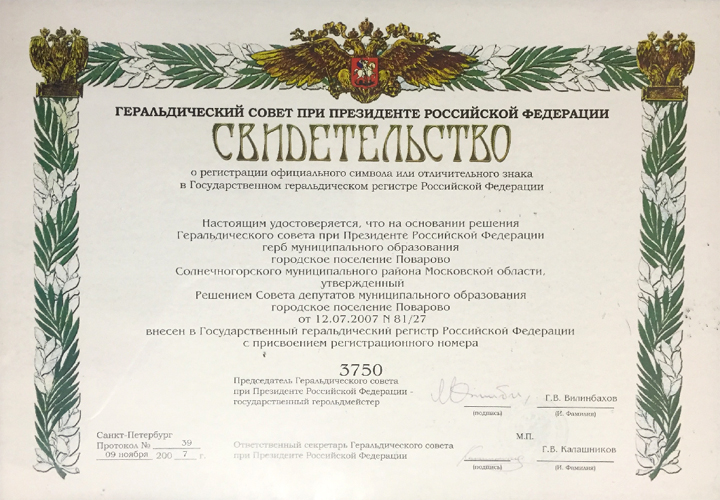 ГЕРАЛЬДИЧЕСКИЙ СОВЕТ ПРИ ПРЕЗИДЕНТЕ РОССИЙСКОЙ ФЕДЕРАЦИИ
СВИДЕТЕЛЬСТВО
о регистрации официального символа или отличительного знака
в Государственном геральдическом регистре Российской Федерации
Настоящим удостоверяется, что на основании решения
Геральдического совета при Президенте Российской Федерации
герб муниципального образования
городское поселение Поварово
Солнечногорского муниципального района Московской области,
утвержденный
Решением Совета депутатов муниципального образования
городское поселение Поварово
от 12.07.2007 N 81/27
внесен в Государственный геральдический регистр Российской Федерации
с присвоением регистрационного номера
3750
Председатель Геральдического совета
при Президенте Российской Федерации -
государственный герольдмейстер
Г.В. Вилинбахов
(подпись) (И. Фамилия)
Санкт-Петербург
Протокол № 39
09 ноября 200 7 г.
Ответственный секретарь Геральдического совета
при Президенте Российской Федерации
М.П.
Г.В. Калашников
(подпись) (И. Фамилия)